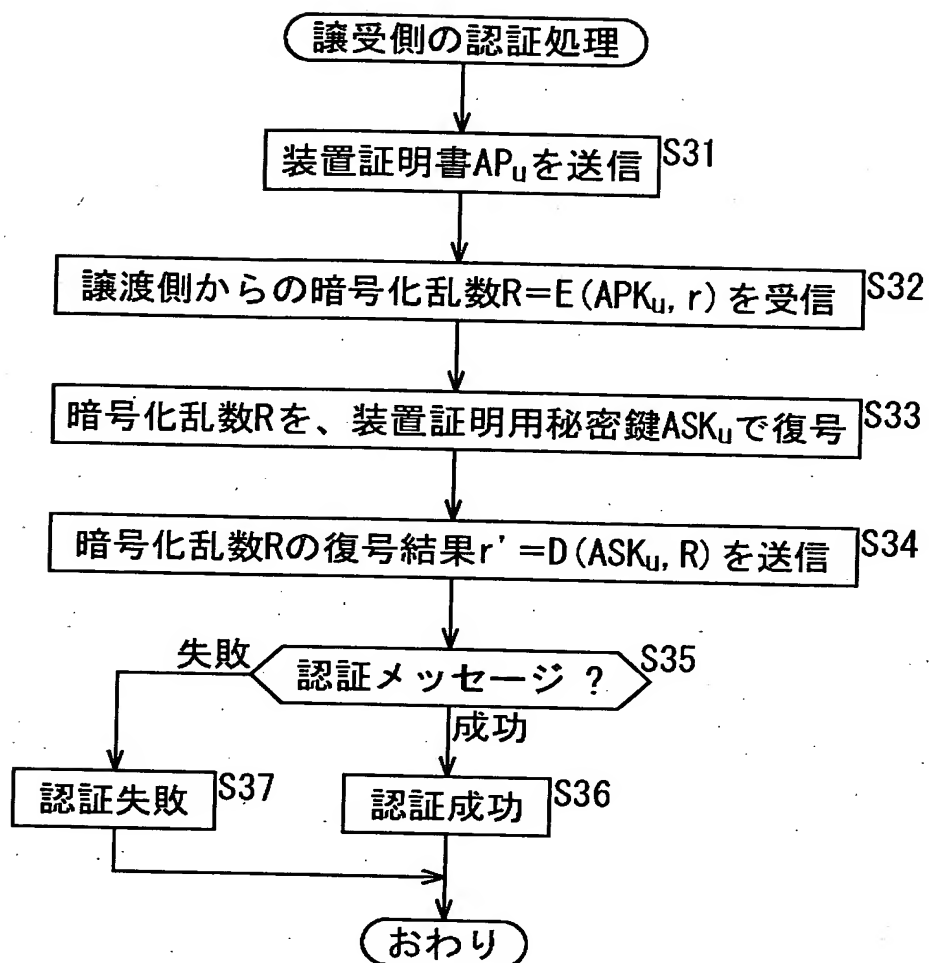 譲受側の認証処理
装置証明書APuを送信 S31
譲渡側からの暗号化乱数R=E(APKu, r)を受信 S32
暗号化乱数Rを、装置証明用秘密鍵ASKuで復号 S33
暗号化乱数Rの復号結果r'=D(ASKu, R)を送信 S34
失敗
認証メッセージ? S35
成功
認証失敗 S37
認証成功 S36
おわり